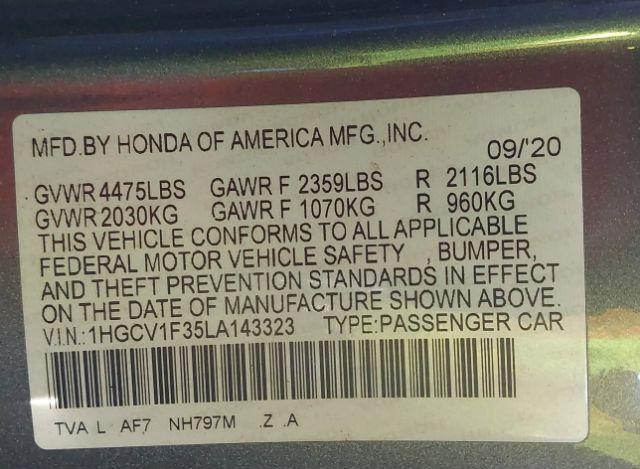 MFD.BY HONDA OF AMERICA MFG.,INC. 09/'20
GVWR 4475LBS GAWR F 2359LBS R 2116LBS
GVWR 2030KG GAWR F 1070KG R 960KG
THIS VEHICLE CONFORMS TO ALL APPLICABLE
FEDERAL MOTOR VEHICLE SAFETY , BUMPER,
AND THEFT PREVENTION STANDARDS IN EFFECT
ON THE DATE OF MANUFACTURE SHOWN ABOVE.
V.I.N.:1HGCV1F35LA143323 TYPE:PASSENGER CAR
TVA L AF7 NH797M .Z .A